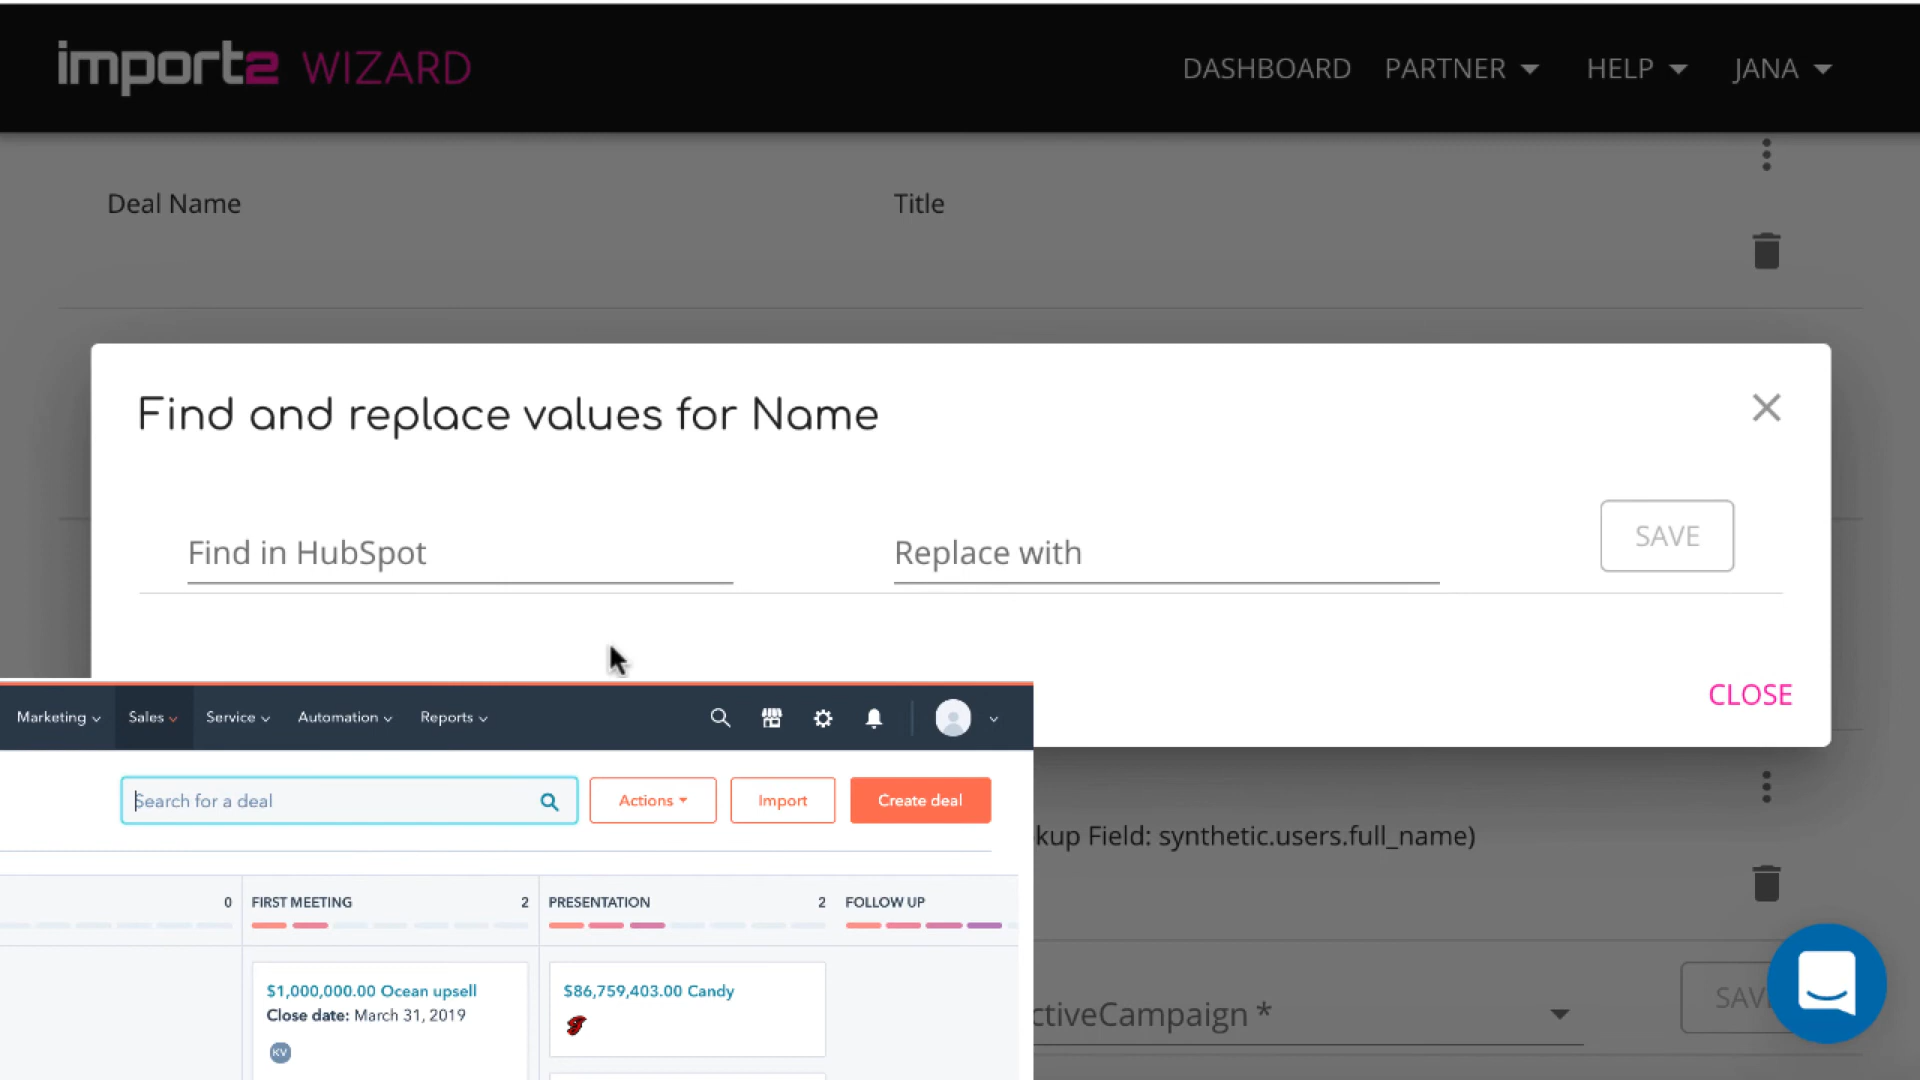 import2 WIZARD
DASHBOARD PARTNER HELP JANA
Deal Name Title
Find and replace values for Name
Find in HubSpot Replace with SAVE
CLOSE
Marketing Sales Service Automation Reports
Search for a deal Actions Import Create deal
kup Field: synthetic.users.full_name)
0 FIRST MEETING 2 PRESENTATION 2 FOLLOW UP
$1,000,000.00 Ocean upsell $86,759,403.00 Candy
Close date: March 31, 2019
KV
ctiveCampaign * SAV